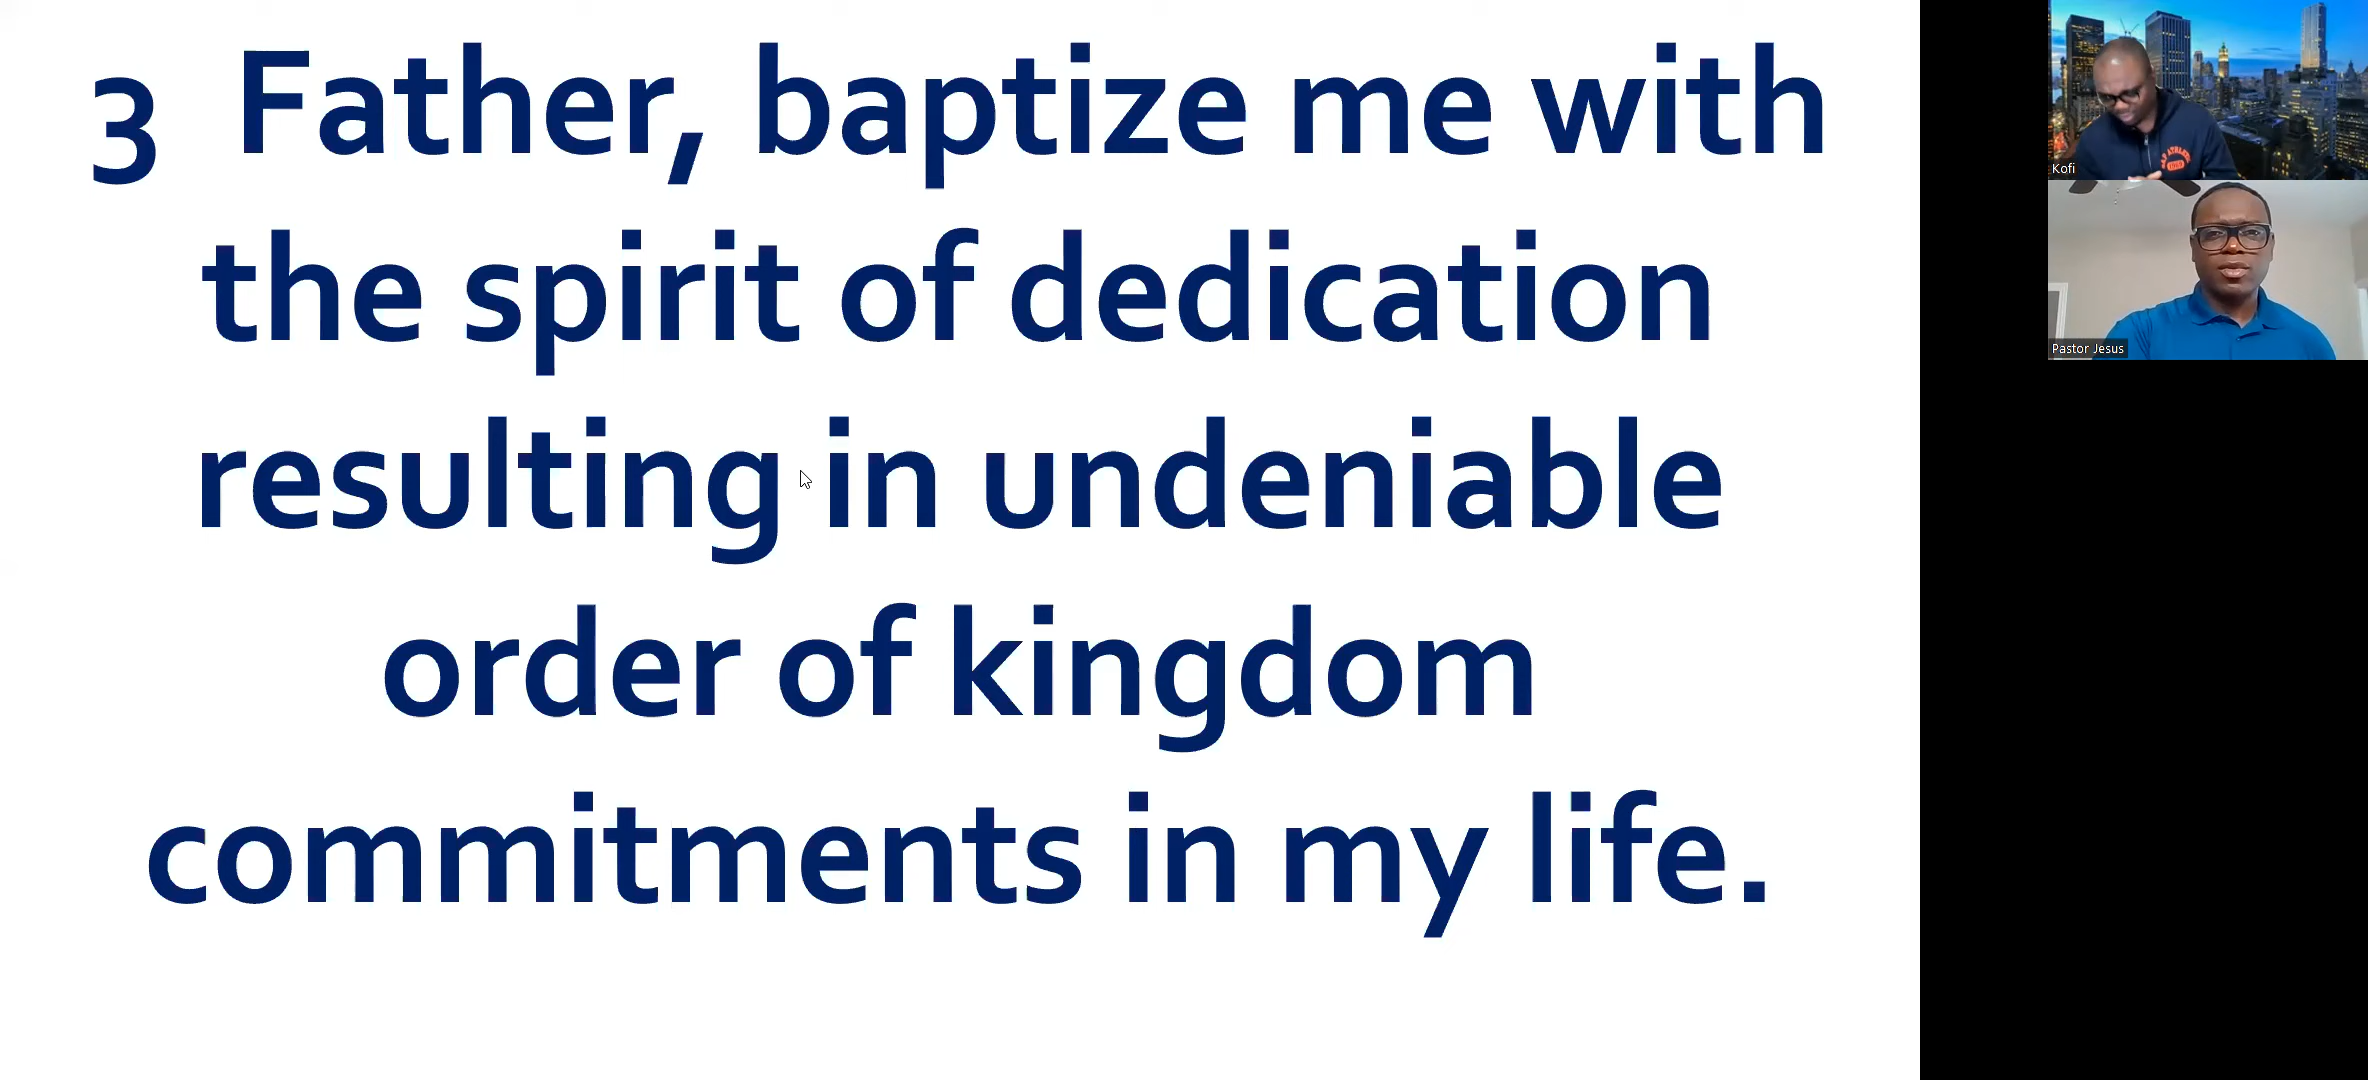 3 Father, baptize me with
the spirit of dedication
resulting in undeniable
order of kingdom
commitments in my life.
Kofi
Pastor Jesus